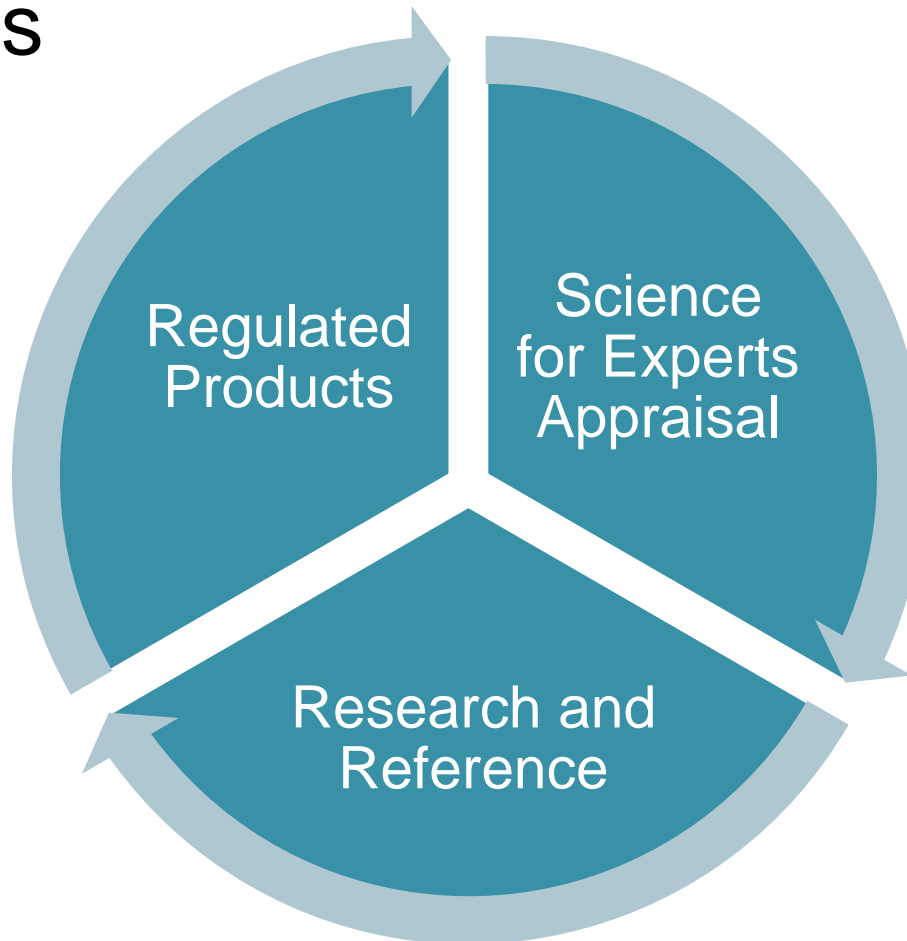 s
Regulated
Products
Science
for Experts
Appraisal
Research and
Reference